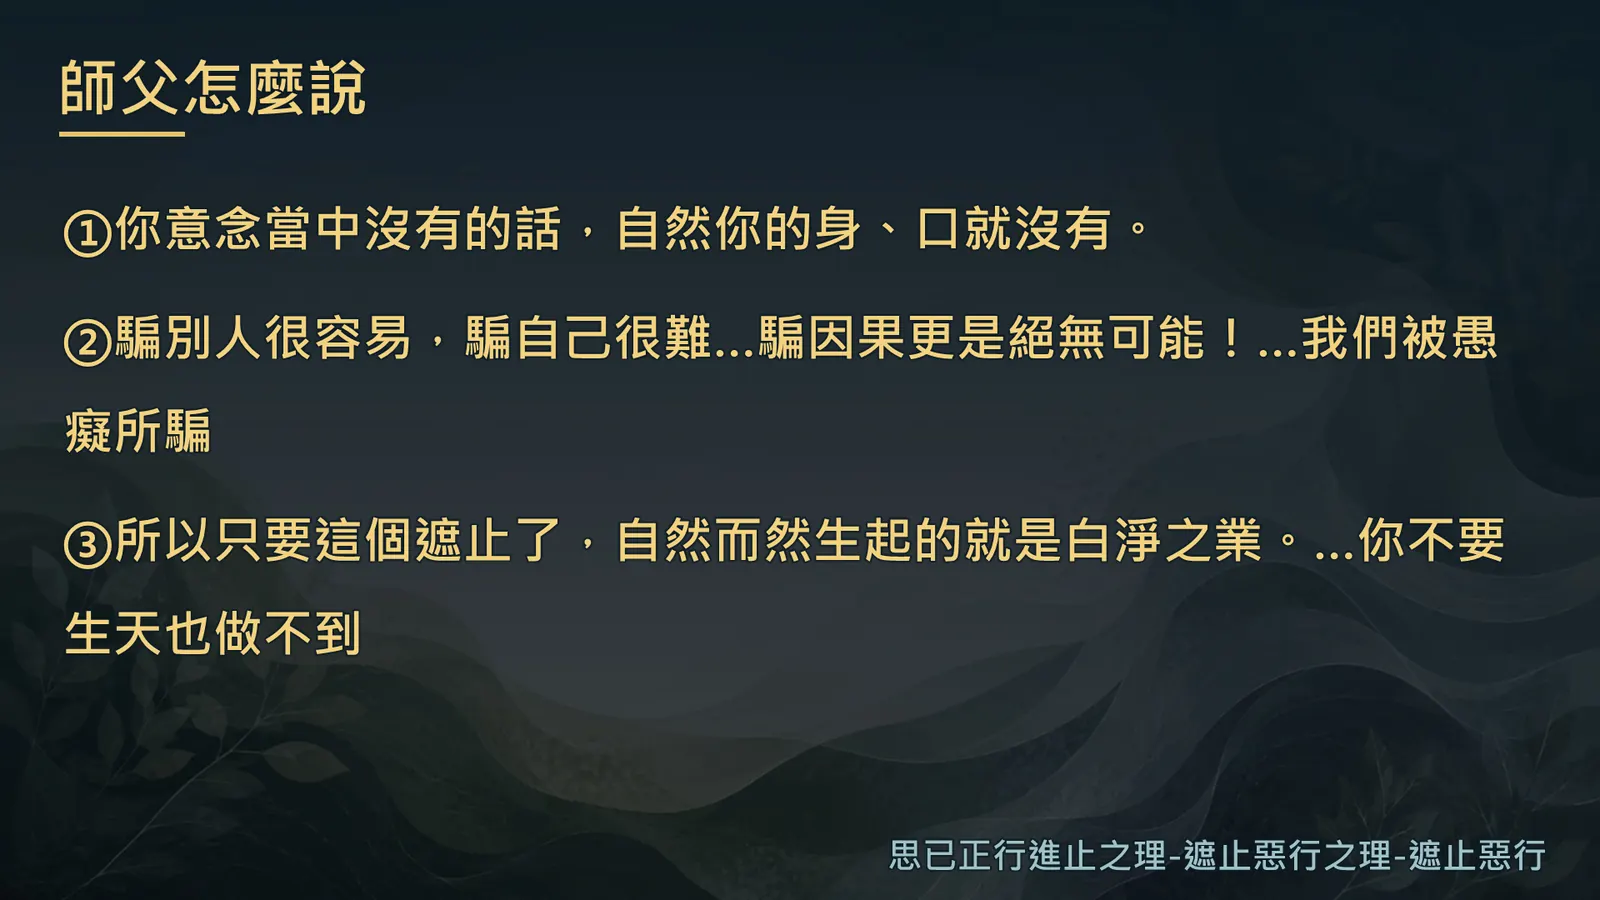 師父怎麼說
①你意念當中沒有的話，自然你的身、口就沒有。
②騙別人很容易，騙自己很難...騙因果更是絕無可能！...我們被愚
癡所騙
③所以只要這個遮止了，自然而然生起的就是白淨之業。...你不要
生天也做不到
思已正行進止之理-遮止惡行之理-遮止惡行